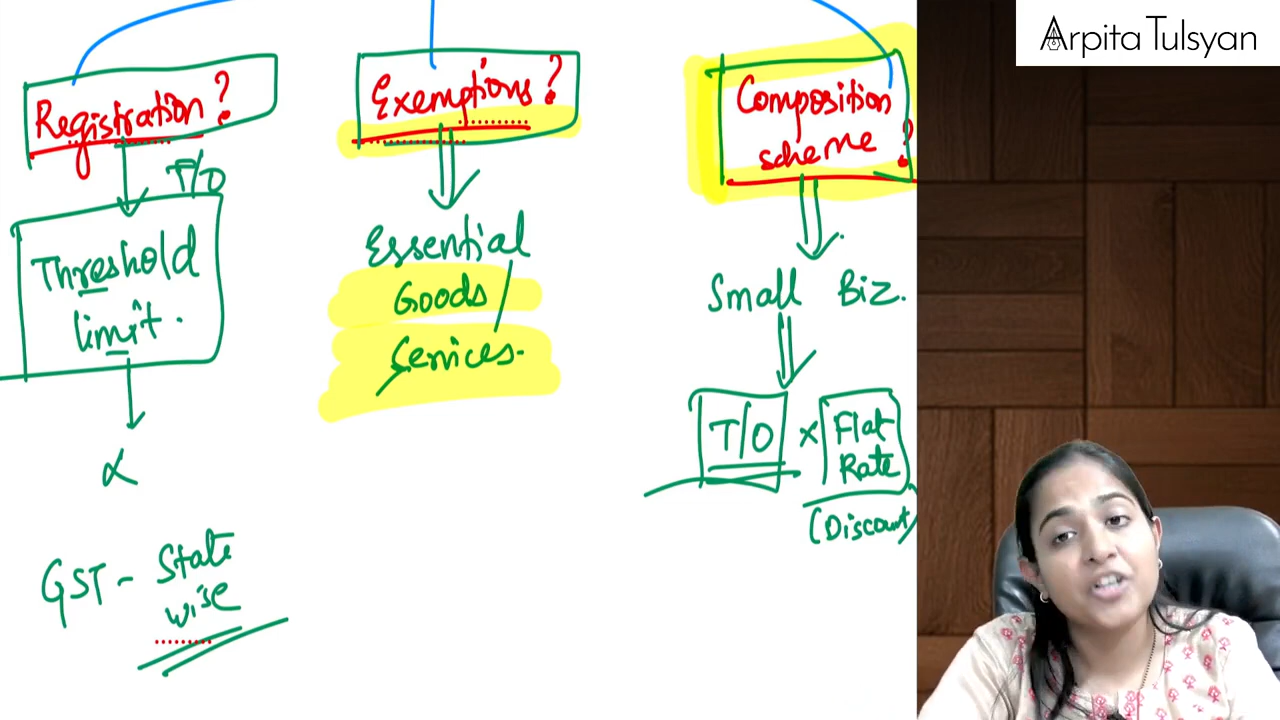 Arpita Tulsyan
Registration?
T/O
Threshold
limit.
GST - State
wise
Exemptions?
Essential
Goods
Services.
Composition
scheme?
Small Biz.
T/O × Flat
Rate
(Discount)